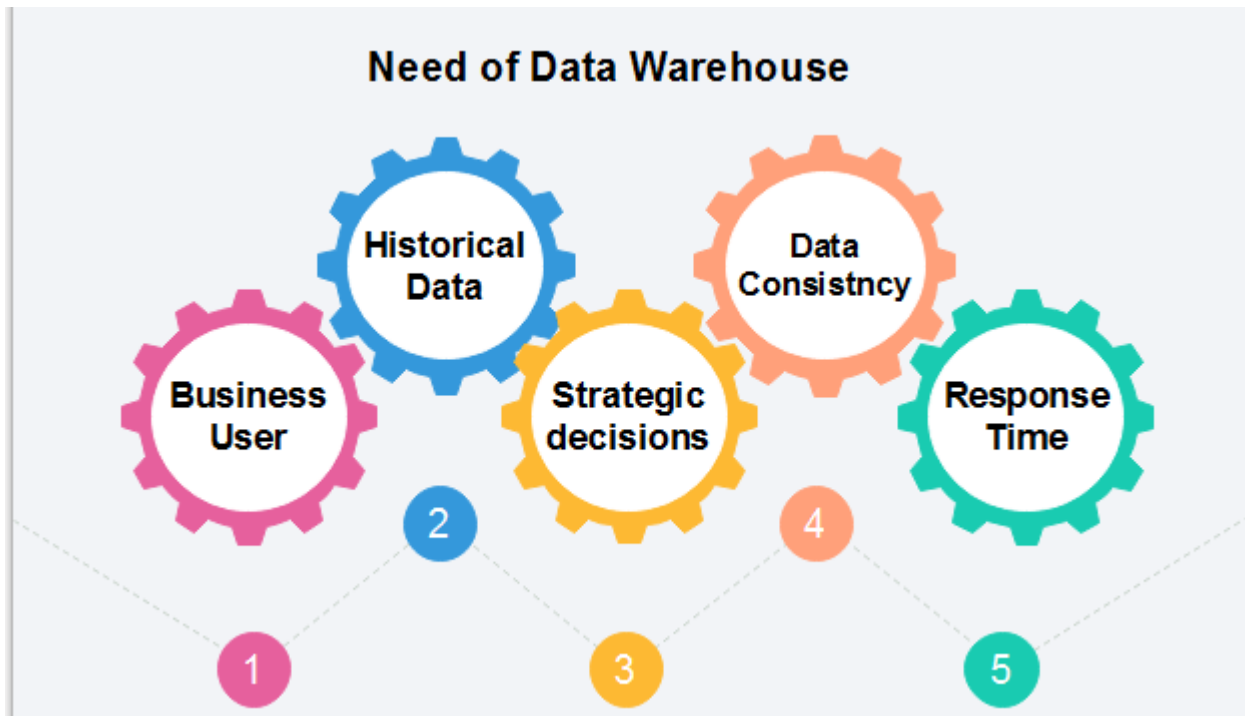 Need of Data Warehouse
Business
User
Historical
Data
Strategic
decisions
Data
Consistncy
Response
Time
1
2
3
4
5